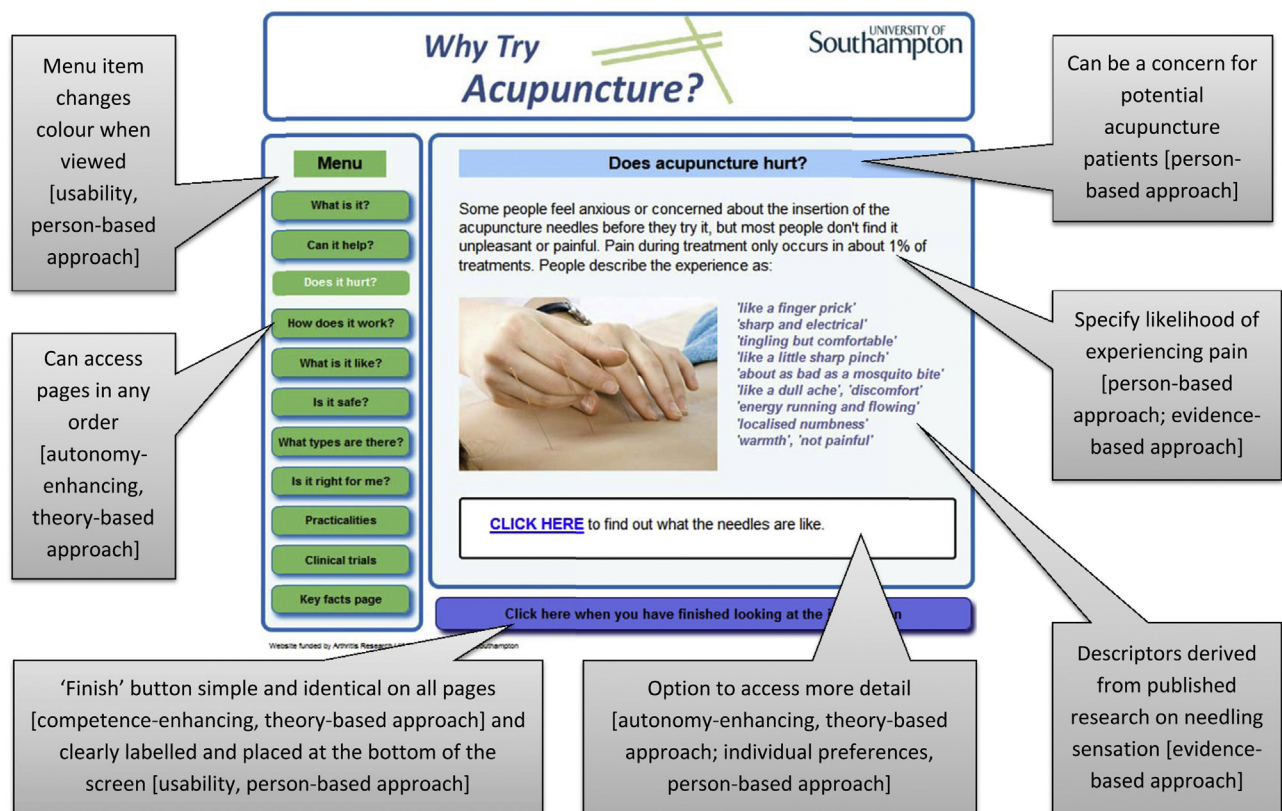 Why Try
Acupuncture?
UNIVERSITY OF
Southampton
Menu item
changes
colour when
viewed
[usability,
person-based
approach]
Can access
pages in any
order
[autonomy-
enhancing,
theory-based
approach]
Menu
What is it?
Can it help?
Does it hurt?
How does it work?
What is it like?
Is it safe?
What types are there?
Is it right for me?
Practicalities
Clinical trials
Key facts page
Does acupuncture hurt?
Some people feel anxious or concerned about the insertion of the
acupuncture needles before they try it, but most people don't find it
unpleasant or painful. Pain during treatment only occurs in about 1% of
treatments. People describe the experience as:
'like a finger prick'
'sharp and electrical'
'tingling but comfortable'
'like a little sharp pinch'
'about as bad as a mosquito bite'
'like a dull ache', 'discomfort'
'energy running and flowing'
'localised numbness'
'warmth', 'not painful'
CLICK HERE to find out what the needles are like.
Click here when you have finished looking at the
Website funded by Arthritis Research
Southampton
Can be a concern for
potential
acupuncture
patients [person-
based approach]
Specify likelihood of
experiencing pain
[person-based
approach; evidence-
based approach]
Descriptors derived
from published
research on needling
sensation [evidence-
based approach]
‘Finish’ button simple and identical on all pages
[competence-enhancing, theory-based approach] and
clearly labelled and placed at the bottom of the
screen [usability, person-based approach]
Option to access more detail
[autonomy-enhancing, theory-based
approach; individual preferences,
person-based approach]